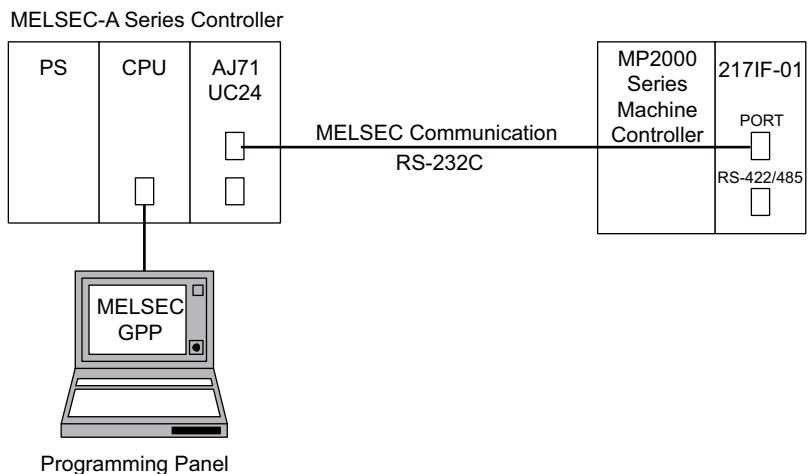 MELSEC-A Series Controller
PS
CPU
AJ71
UC24
MELSEC Communication
RS-232C
MP2000
Series
Machine
Controller
217IF-01
PORT
RS-422/485
MELSEC
GPP
Programming Panel